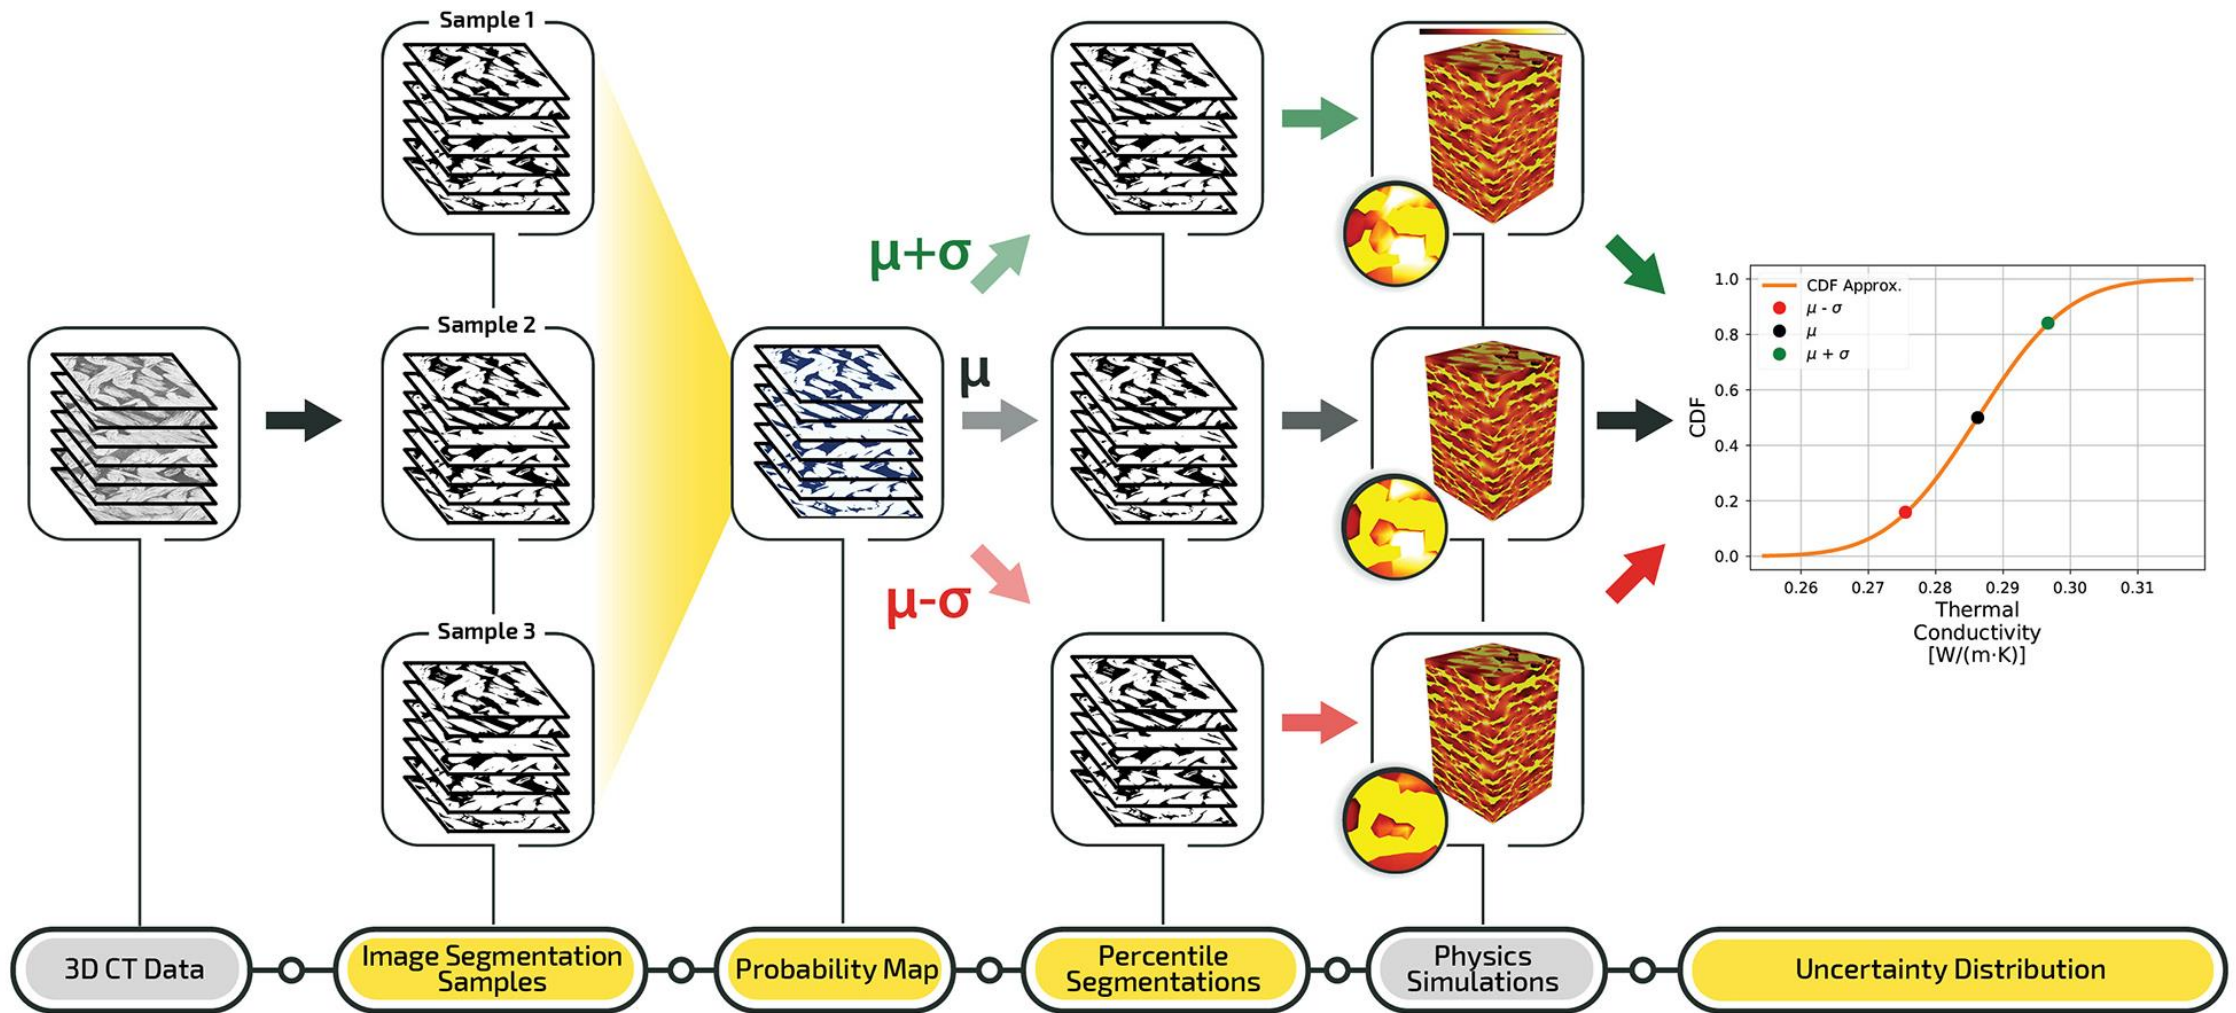 Sample 1
Sample 2
Sample 3
μ+σ
μ
μ-σ
CDF Approx.
μ - σ
μ
μ + σ
1.0
0.8
0.6
0.4
0.2
0.0
CDF
0.26 0.27 0.28 0.29 0.30 0.31
Thermal
Conductivity
[W/(m·K)]
3D CT Data
Image Segmentation
Samples
Probability Map
Percentile
Segmentations
Physics
Simulations
Uncertainty Distribution